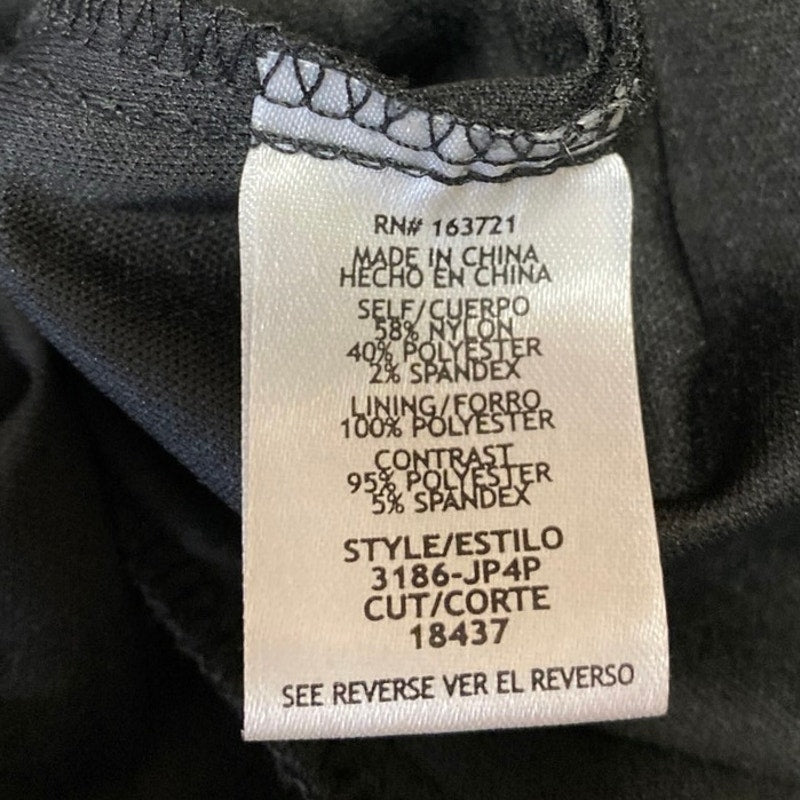 RN# 163721
MADE IN CHINA
HECHO EN CHINA
SELF/CUERPO
58% NYLON
40% POLYESTER
2% SPANDEX
LINING/FORRO
100% POLYESTER
CONTRAST
95% POLYESTER
5% SPANDEX
STYLE/ESTILO
3186-JP4P
CUT/CORTE
18437
SEE REVERSE VER EL REVERSO